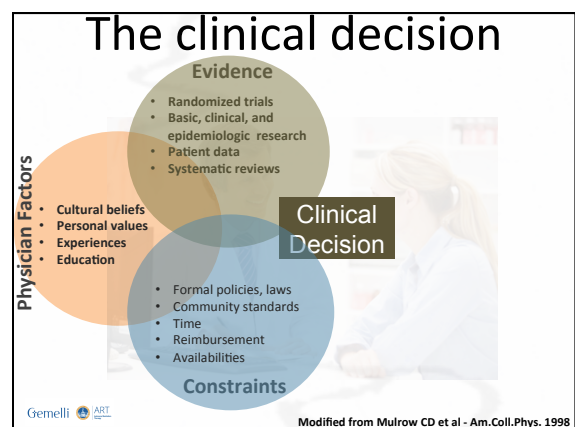 The clinical decision
Evidence
• Randomized trials
• Basic, clinical, and
epidemiologic research
• Patient data
• Systematic reviews
Physician Factors
• Cultural beliefs
• Personal values
• Experiences
• Education
Clinical
Decision
• Formal policies, laws
• Community standards
• Time
• Reimbursement
• Availabilities
Constraints
Gemelli
ART
Modified from Mulrow CD et al - Am.Coll.Phys. 1998